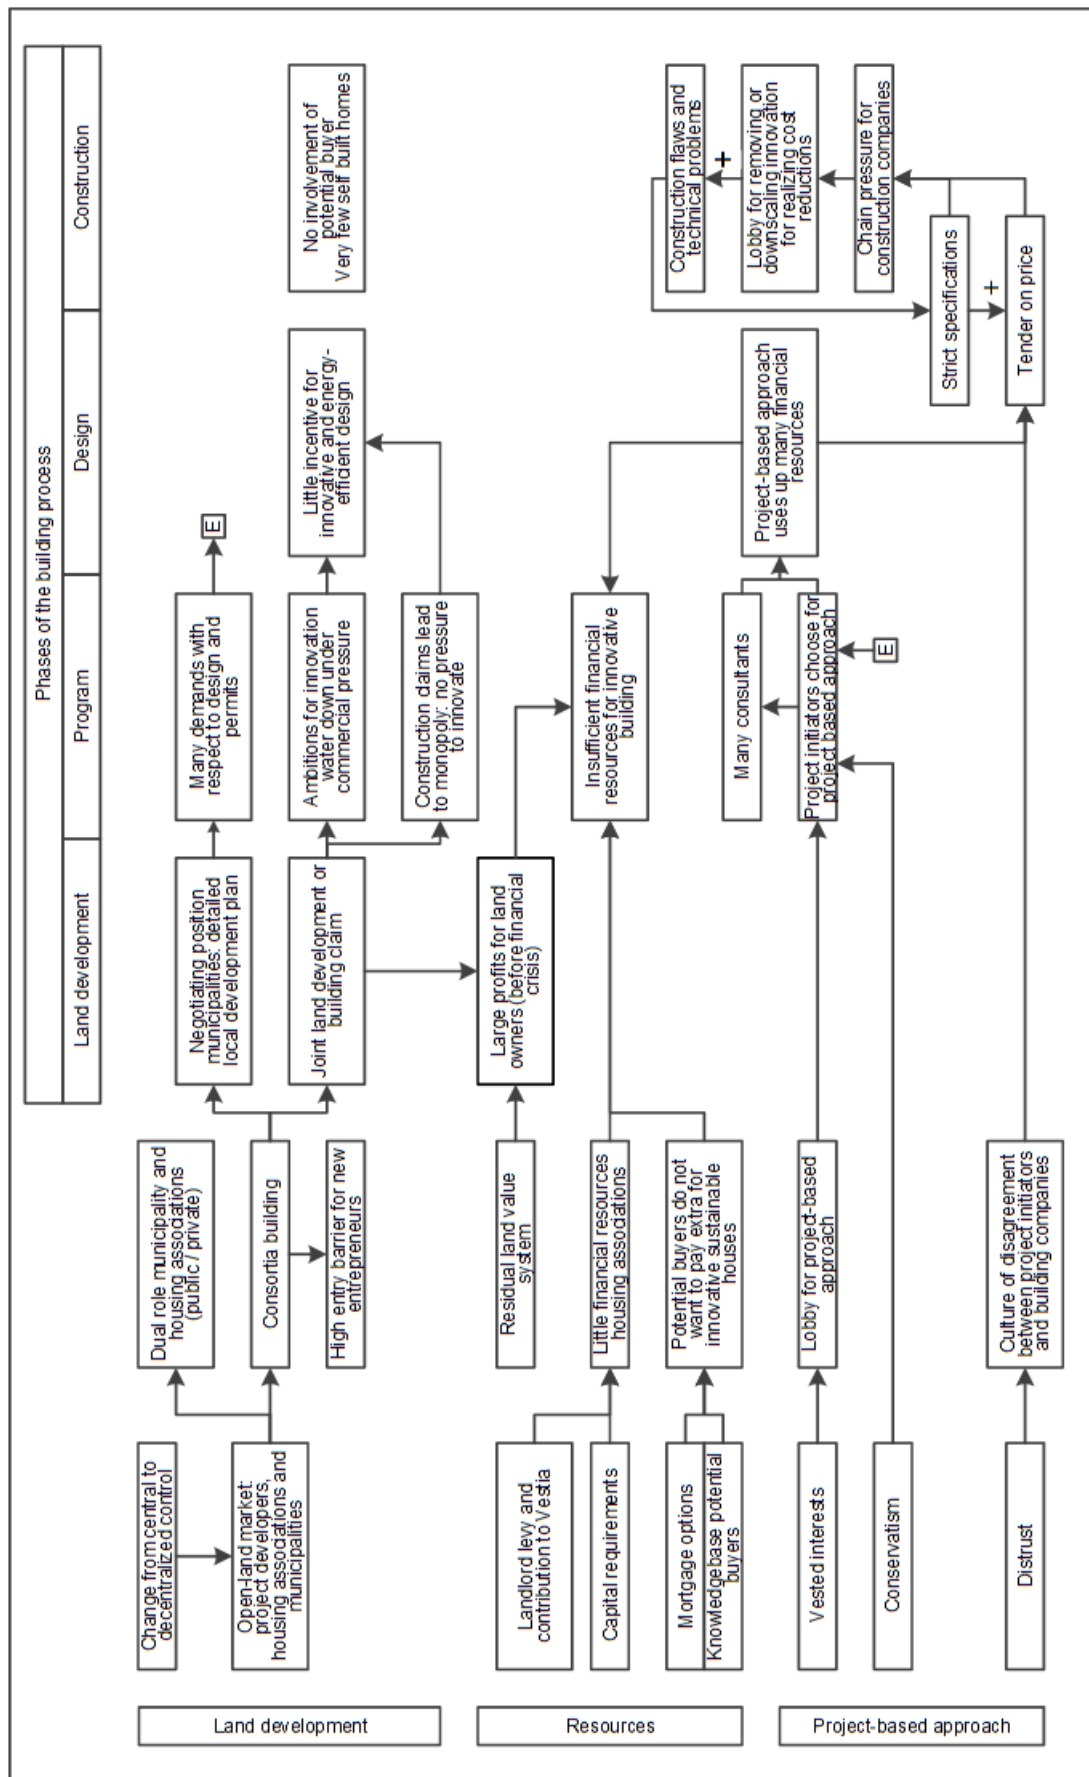 Phases of the building process
Land development
Program
Design
Construction
Land development
Change from central to
decentralized control
Open-land market:
project developers,
housing associations and
municipalities
Dual role municipality and
housing associations
(public / private)
Consortia building
High entry barrier for new
entrepreneurs
Negotiating position
municipalities: detailed
local development plan
Joint land development or
building claim
Many demands with
respect to design and
permits
E
Ambitions for innovation
water down under
commercial pressure
Construction claims lead
to monopoly: no pressure
to innovate
Little incentive for
innovative and energy-
efficient design
No involvement of
potential buyer
Very few self built homes
Resources
Landlord levy and
contribution to Vestia
Capital requirements
Mortgage options
Knowledgebase potential
buyers
Residual land value
system
Little financial resources
housing associations
Potential buyers do not
want to pay extra for
innovative sustainable
houses
Large profits for land
owners (before financial
crisis)
Insufficient financial
resources for innovative
building
Project-based approach
Vested interests
Conservatism
Distrust
Lobby for project-based
approach
Culture of disagreement
between project initiators
and building companies
Many consultants
Project initiators choose for
project based approach
E
Project-based approach
uses up many financial
resources
Construction flaws and
technical problems
+
Lobby for removing or
downscaling innovation
for realizing cost
reductions
Chain pressure for
construction companies
Strict specifications
+
Tender on price